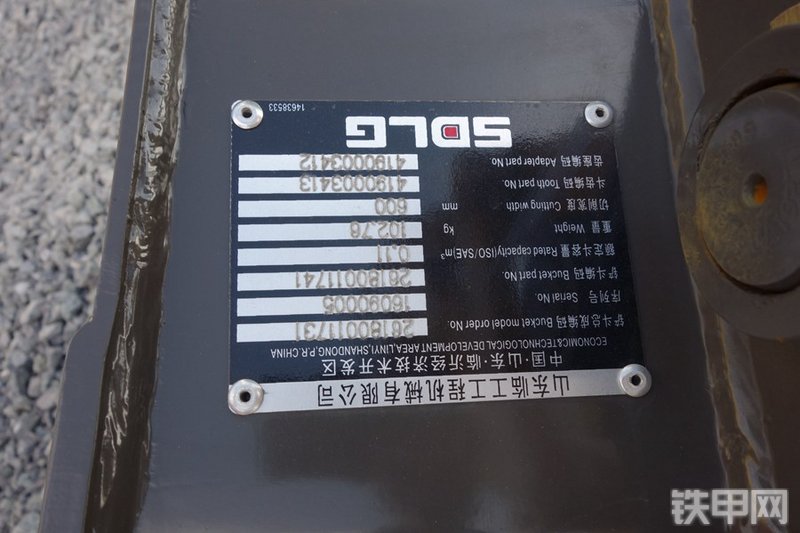 山东临工工程机械有限公司
中国·山东·临沂经济技术开发区
ECONOMIC&TECHNOLOGICAL DEVELOPMENT AREA,LINYI,SHANDONG,P.R.CHINA
铲斗总成编码 Bucket model order No. 26180011731
序列号 Serial No. 16090005
铲斗编码 Bucket part No. 26180011741
额定斗容量 Rated capacity(ISO/SAE)m³ 0.11
重量 Weight kg 102.78
切削宽度 Cutting width mm 600
斗齿编码 Tooth part No. 4190003413
齿座编码 Adapter part No. 4190003412
SDLG
14638533
铁甲网